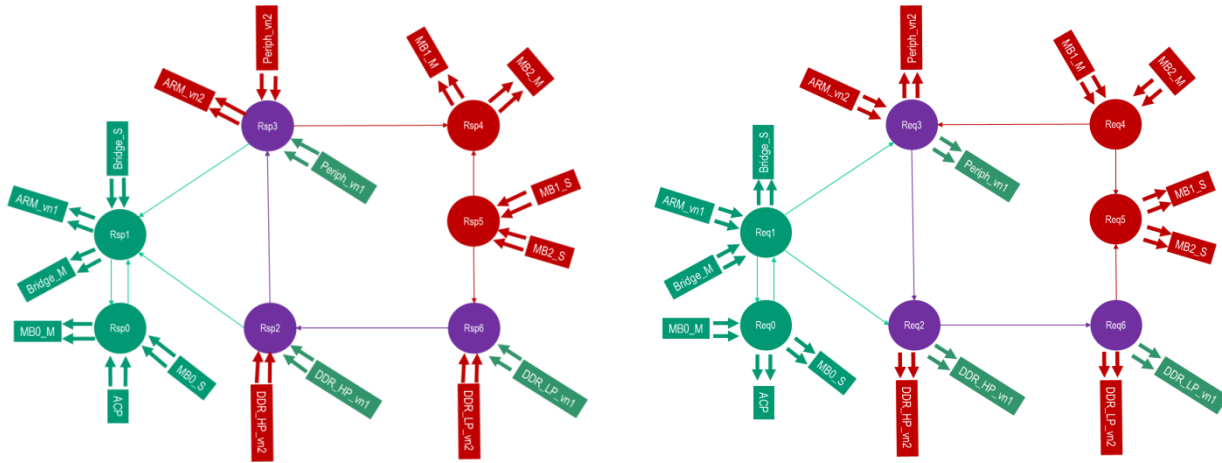 Periph_vn2
MB1_M
MB2_M
ARM_vn2
Rsp3
Rsp4
Bridge_S
Periph_vn1
ARM_vn1
MB1_S
Rsp1
Rsp5
MB2_S
Bridge_M
MB0_M
Rsp0
Rsp2
Rsp6
MB0_S
ACP
DDR_HP_vn1
DDR_LP_vn1
DDR_HP_vn2
DDR_LP_vn2
Periph_vn2
MB1_M
MB2_M
ARM_vn2
Req3
Req4
Bridge_S
Periph_vn1
ARM_vn1
MB1_S
Req1
Req5
MB2_S
Bridge_M
MB0_M
Req0
Req2
Req6
MB0_S
ACP
DDR_HP_vn1
DDR_LP_vn1
DDR_HP_vn2
DDR_LP_vn2